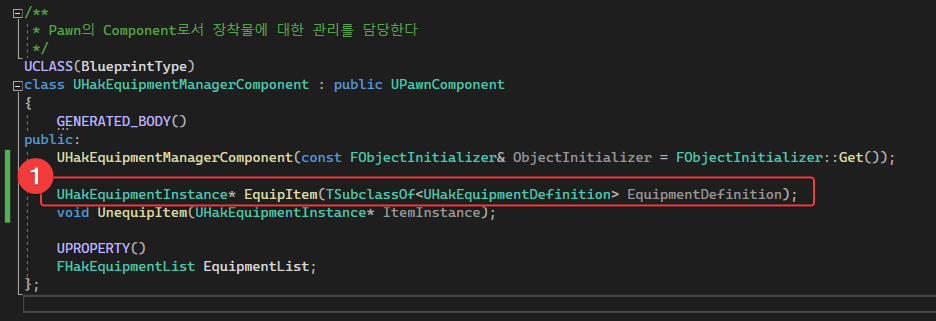 /**
 * Pawn의 Component로서 장착물에 대한 관리를 담당한다
 */
UCLASS(BlueprintType)
class UHakEquipmentManagerComponent : public UPawnComponent
{
    GENERATED_BODY()
public:
    UHakEquipmentManagerComponent(const FObjectInitializer& ObjectInitializer = FObjectInitializer::Get());
1
    UHakEquipmentInstance* EquipItem(TSubclassOf<UHakEquipmentDefinition> EquipmentDefinition);
    void UnequipItem(UHakEquipmentInstance* ItemInstance);
    UPROPERTY()
    FHakEquipmentList EquipmentList;
};